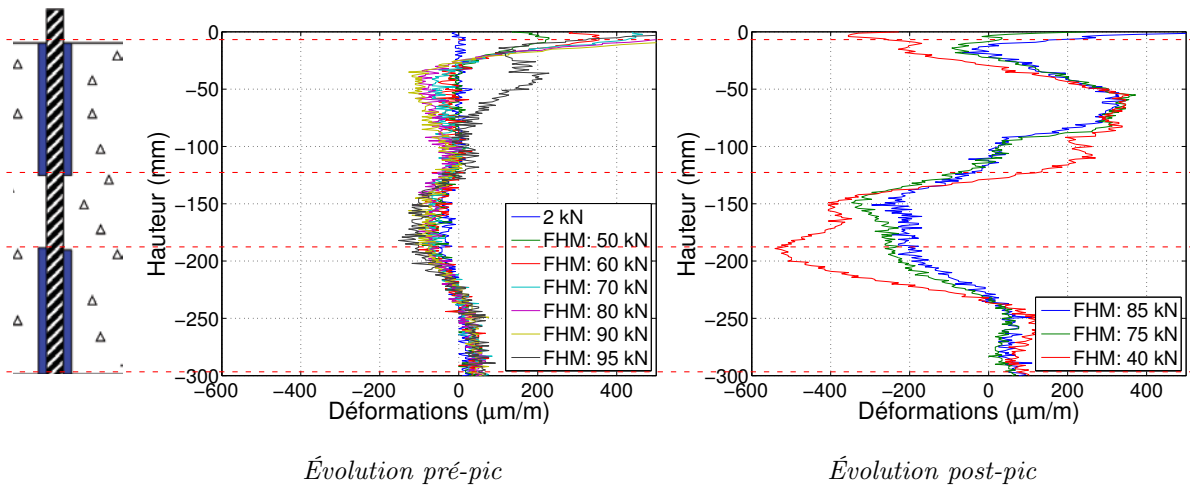 0
−50
−100
−150
−200
−250
−300
Hauteur (mm)
−600 −400 −200 0 200 400
Déformations (μm/m)
2 kN
FHM: 50 kN
FHM: 60 kN
FHM: 70 kN
FHM: 80 kN
FHM: 90 kN
FHM: 95 kN
Évolution pré-pic
0
−50
−100
−150
−200
−250
−300
Hauteur (mm)
−600 −400 −200 0 200 400
Déformations (μm/m)
FHM: 85 kN
FHM: 75 kN
FHM: 40 kN
Évolution post-pic